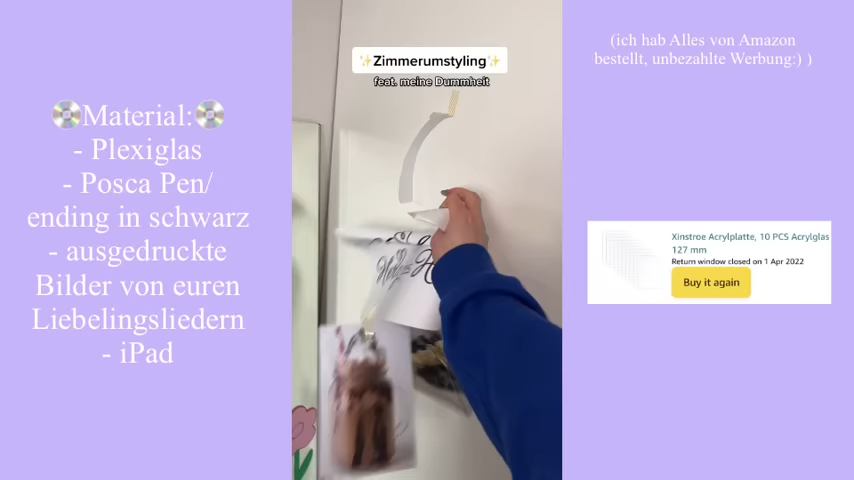 💿Material:💿
- Plexiglas
- Posca Pen/
ending in schwarz
- ausgedruckte
Bilder von euren
Liebelingsliedern
- iPad
✨Zimmerumstyling✨
feat. meine Dummheit
(ich hab Alles von Amazon
bestellt, unbezahlte Werbung:) )
Xinstroe Acrylplatte, 10 PCS Acrylglas
127 mm
Return window closed on 1 Apr 2022
Buy it again